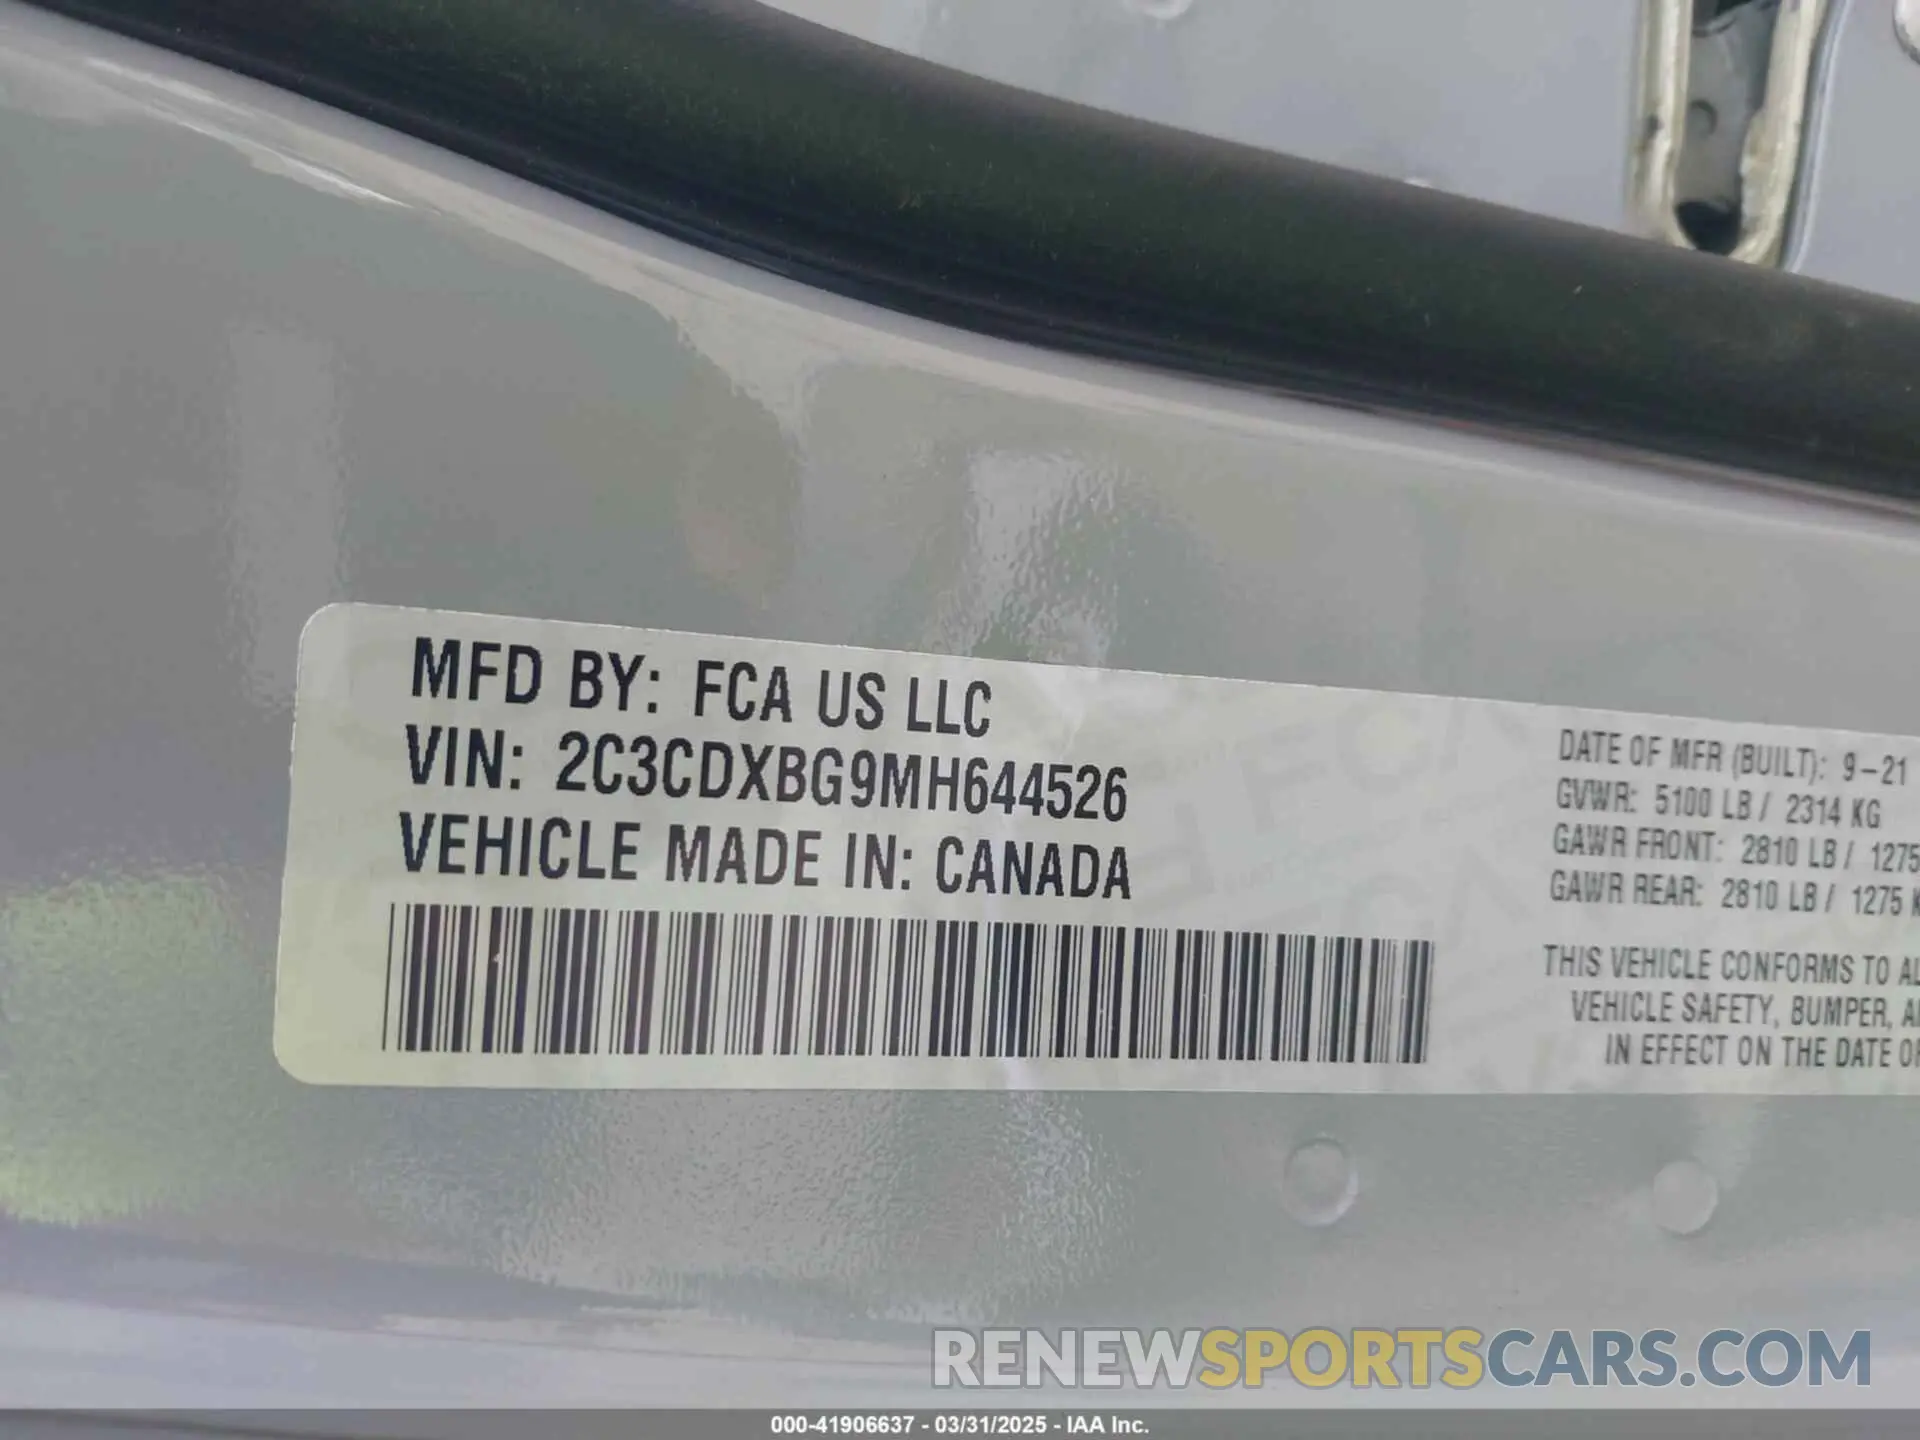 MFD BY: FCA US LLC
VIN: 2C3CDXBG9MH644526
VEHICLE MADE IN: CANADA
DATE OF MFR (BUILT): 9-21
GVWR: 5100 LB / 2314 KG
GAWR FRONT: 2810 LB / 1275
GAWR REAR: 2810 LB / 1275 K
THIS VEHICLE CONFORMS TO AL
VEHICLE SAFETY, BUMPER, A
IN EFFECT ON THE DATE OF
RENEWSPORTSCARS.COM
000-41906637 - 03/31/2025 - IAA Inc.